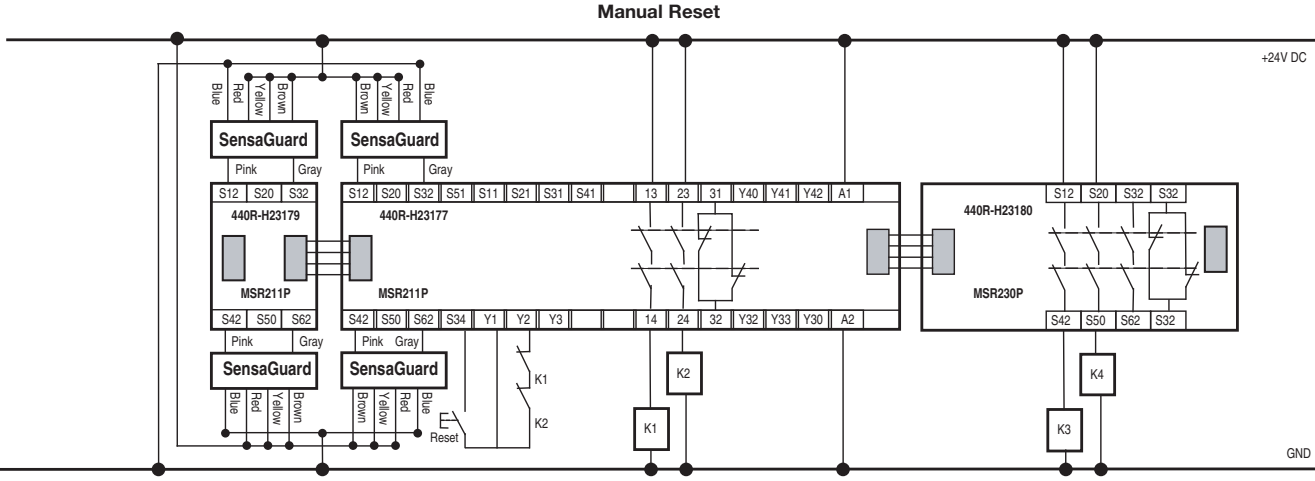 Manual Reset
+24V DC
Blue
Red
Yellow
Brown
Brown
Yellow
Red
Blue
SensaGuard
SensaGuard
Pink
Gray
Pink
Gray
S12 S20 S32
S12 S20 S32 S51 S11 S21 S31 S41 13 23 31 Y40 Y41 Y42 A1
S12 S20 S32 S32
440R-H23179
440R-H23177
440R-H23180
MSR211P
MSR211P
MSR230P
S42 S50 S62
S42 S50 S62 S34 Y1 Y2 Y3 14 24 32 Y32 Y33 Y30 A2
S42 S50 S62 S32
Pink
Gray
Pink
Gray
SensaGuard
SensaGuard
K1
K2
K2
K4
Blue
Red
Yellow
Brown
Brown
Yellow
Red
Blue
Reset
K1
K3
GND